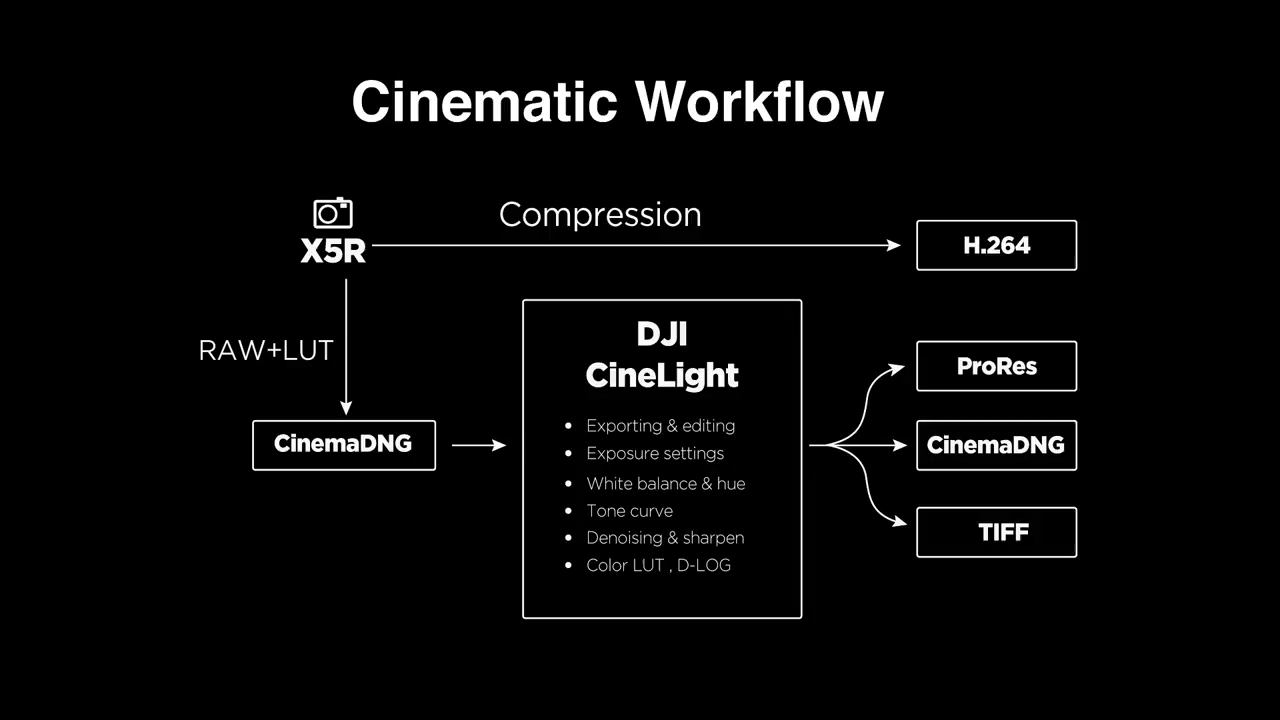 Cinematic Workflow
Compression
X5R
H.264
RAW+LUT
CinemaDNG
DJI
CineLight
• Exporting & editing
• Exposure settings
• White balance & hue
• Tone curve
• Denoising & sharpen
• Color LUT , D-LOG
ProRes
CinemaDNG
TIFF